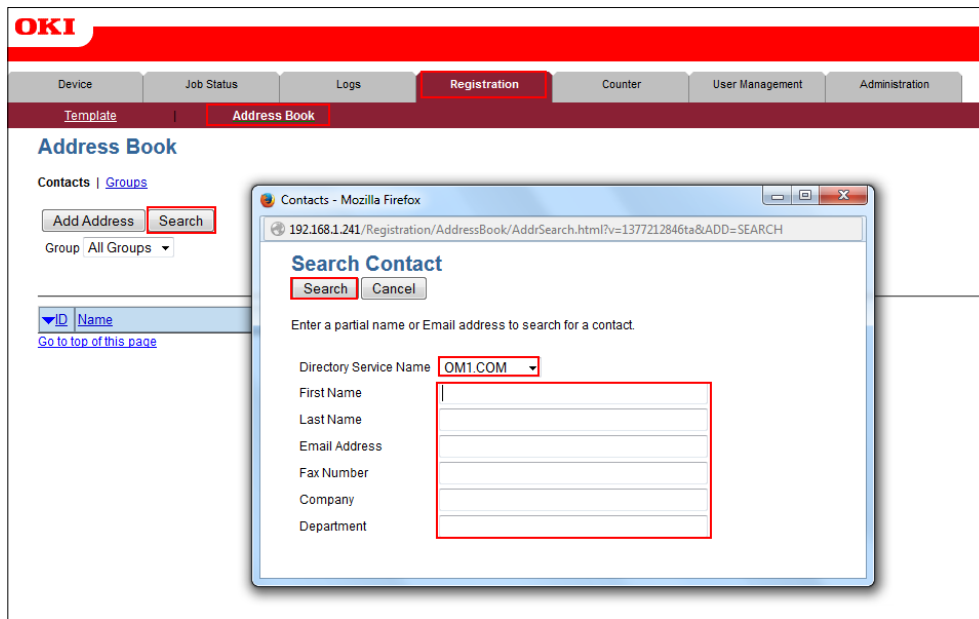 OKI
Device Job Status Logs Registration Counter User Management Administration
Template | Address Book
Address Book
Contacts | Groups
Add Address Search
Group All Groups
ID Name
Go to top of this page
Contacts - Mozilla Firefox
192.168.1.241/Registration/AddressBook/AddrSearch.html?v=1377212846ta&ADD=SEARCH
Search Contact
Search Cancel
Enter a partial name or Email address to search for a contact.
Directory Service Name OM1.COM
First Name
Last Name
Email Address
Fax Number
Company
Department